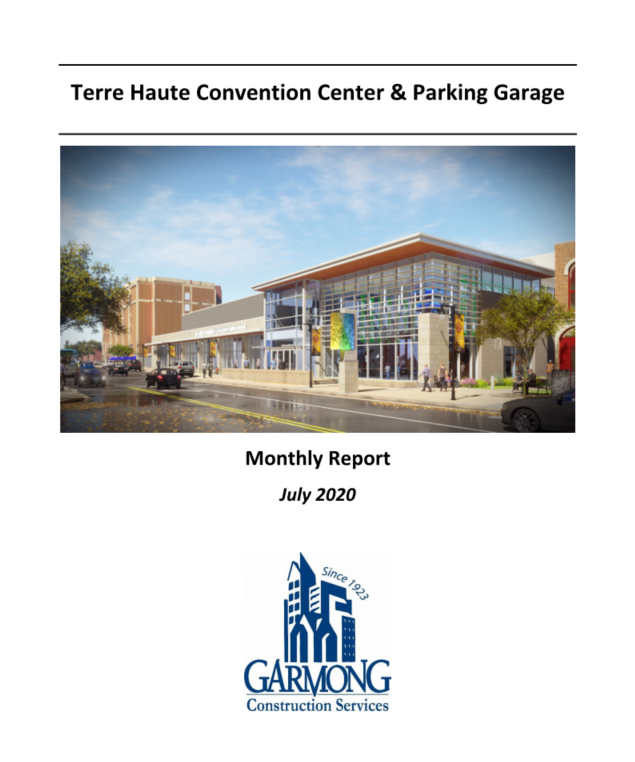 Terre Haute Convention Center & Parking Garage
Monthly Report
July 2020
Since 1923
GARMONG
Construction Services